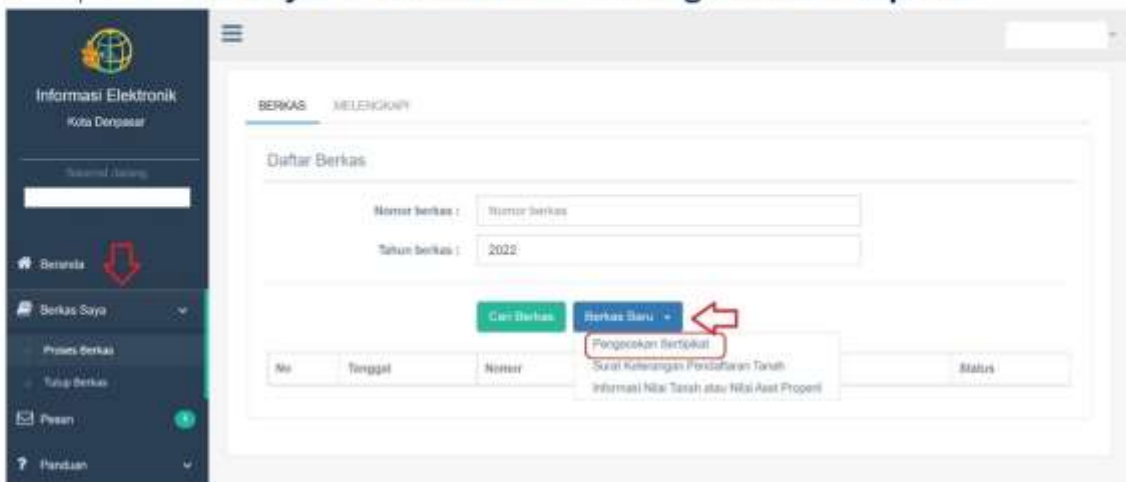 Informasi Elektronik
Kota Denpasar
Selamat datang
Beranda
Berkas Saya
Proses Berkas
Tutup Berkas
Pesan
? Panduan
BERKAS MELENGKAPI
Daftar Berkas
Nomor berkas : Nomor berkas
Tahun berkas : 2022
Cari Berkas Berkas Baru
Pengecekan Sertipikat
Surat Keterangan Pendaftaran Tanah
Informasi Nilai Tanah atau Nilai Aset Properti
No Tanggal Nomor Status